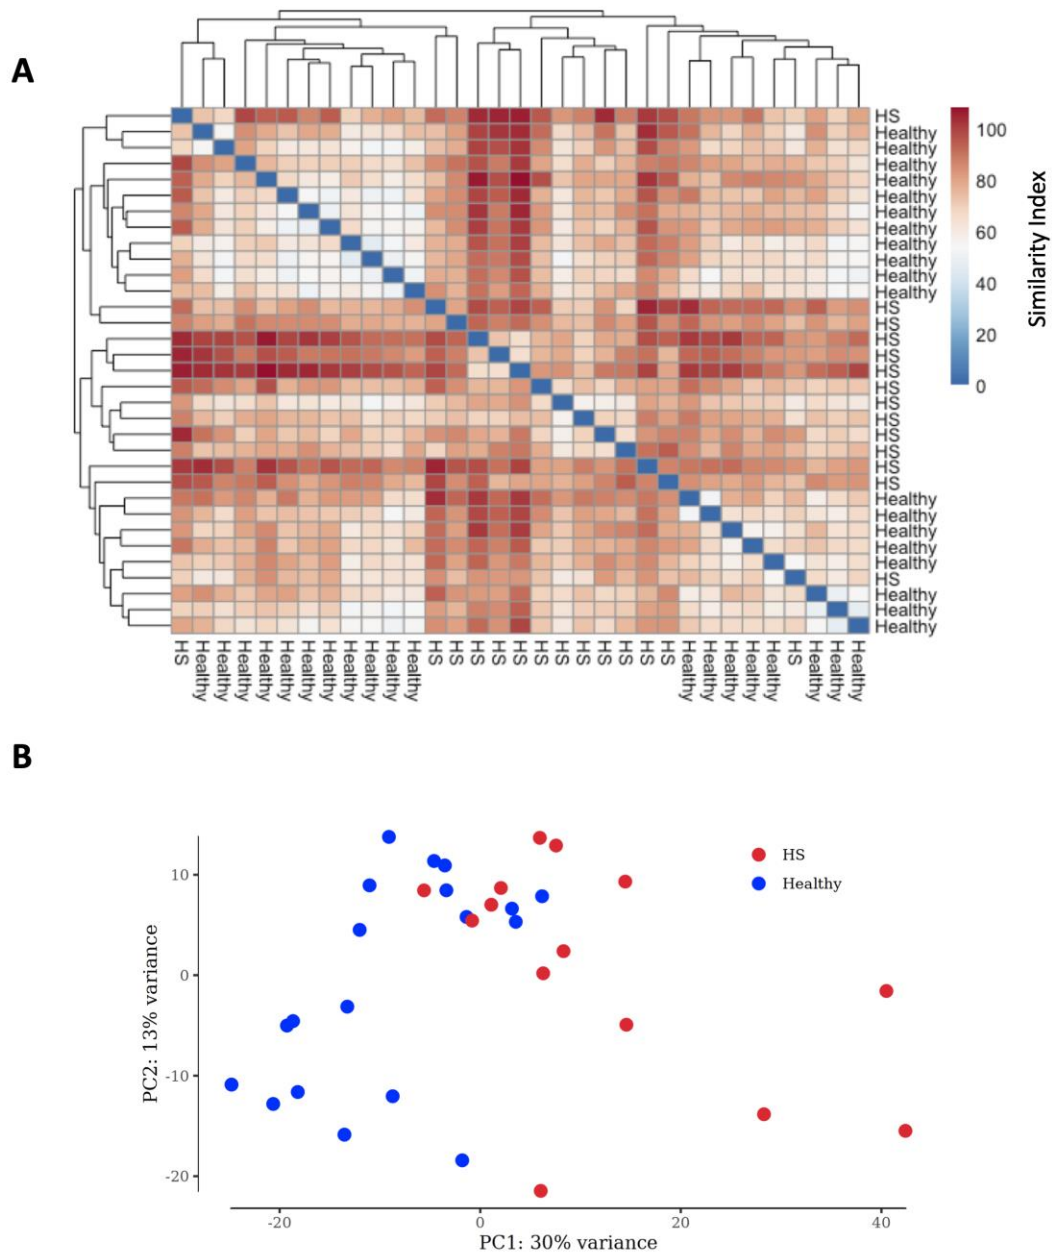 A
HS
Healthy
Healthy
Healthy
Healthy
Healthy
Healthy
Healthy
Healthy
Healthy
Healthy
Healthy
HS
HS
HS
HS
HS
HS
HS
HS
HS
HS
HS
HS
Healthy
Healthy
Healthy
Healthy
Healthy
HS
Healthy
Healthy
Healthy
100
80
60
40
20
0
Similarity Index
HS Healthy Healthy Healthy Healthy Healthy Healthy Healthy Healthy Healthy Healthy Healthy HS HS HS HS HS HS HS HS HS HS HS HS Healthy Healthy Healthy Healthy Healthy HS Healthy Healthy Healthy
B
HS
Healthy
10
0
-10
-20
PC2: 13% variance
-20 0 20 40
PC1: 30% variance